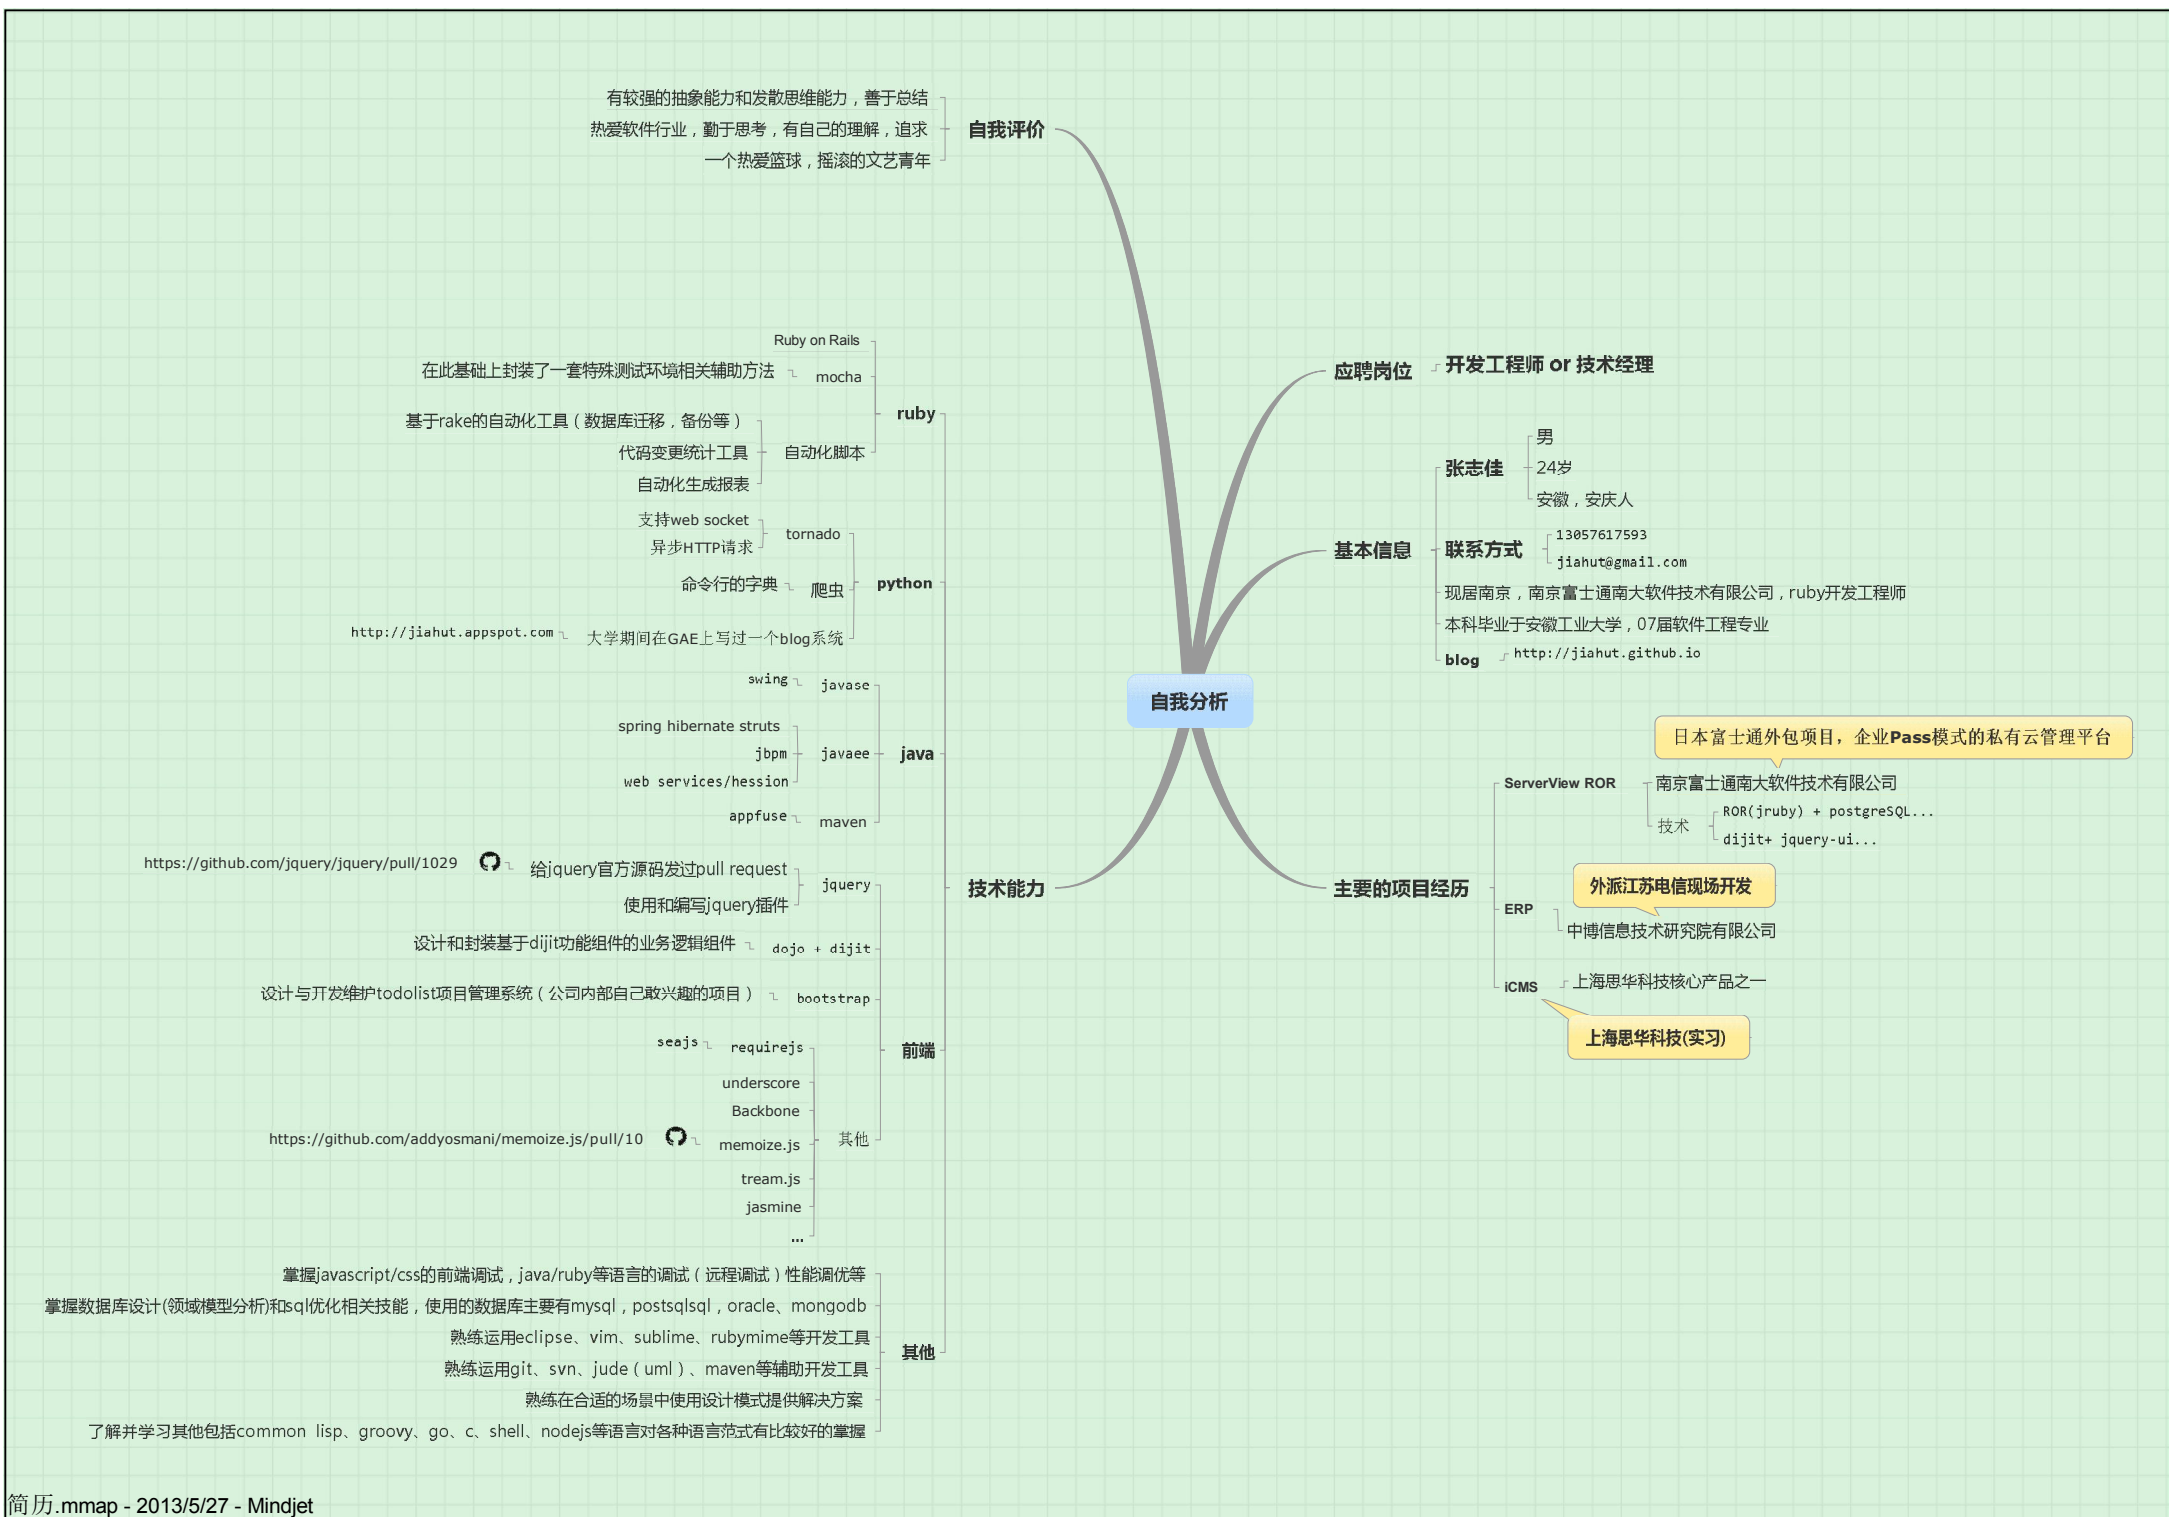 有较强的抽象能力和发散思维能力，善于总结
热爱软件行业，勤于思考，有自己的理解，追求
一个热爱篮球，摇滚的文艺青年
自我评价
Ruby on Rails
在此基础上封装了一套特殊测试环境相关辅助方法
mocha
ruby
基于rake的自动化工具（数据库迁移，备份等）
代码变更统计工具
自动化生成报表
自动化脚本
支持web socket
异步HTTP请求
tornado
命令行的字典
爬虫
python
http://jiahut.appspot.com
大学期间在GAE上写过一个blog系统
swing
javase
spring hibernate struts
jbpm
web services/hession
javaee
java
appfuse
maven
https://github.com/jquery/jquery/pull/1029
给jquery官方源码发过pull request
使用和编写jquery插件
jquery
技术能力
设计和封装基于dijit功能组件的业务逻辑组件
dojo + dijit
设计与开发维护todolist项目管理系统（公司内部自己敢兴趣的项目）
bootstrap
前端
seajs
requirejs
underscore
Backbone
https://github.com/addyosmani/memoize.js/pull/10
memoize.js
tream.js
jasmine
...
其他
掌握javascript/css的前端调试，java/ruby等语言的调试（远程调试）性能调优等
掌握数据库设计(领域模型分析)和sql优化相关技能，使用的数据库主要有mysql，postsqlsql，oracle、mongodb
熟练运用eclipse、vim、sublime、rubymime等开发工具
熟练运用git、svn、jude（uml）、maven等辅助开发工具
熟练在合适的场景中使用设计模式提供解决方案
了解并学习其他包括common lisp、groovy、go、c、shell、nodejs等语言对各种语言范式有比较好的掌握
其他
自我分析
应聘岗位
开发工程师 or 技术经理
基本信息
张志佳
男
24岁
安徽，安庆人
联系方式
13057617593
jiahut@gmail.com
现居南京，南京富士通南大软件技术有限公司，ruby开发工程师
本科毕业于安徽工业大学，07届软件工程专业
blog
http://jiahut.github.io
主要的项目经历
日本富士通外包项目，企业Pass模式的私有云管理平台
ServerView ROR
南京富士通南大软件技术有限公司
技术
ROR(jruby) + postgreSQL...
dijit+ jquery-ui...
外派江苏电信现场开发
ERP
中博信息技术研究院有限公司
iCMS
上海思华科技核心产品之一
上海思华科技(实习)
简历.mmap - 2013/5/27 - Mindjet